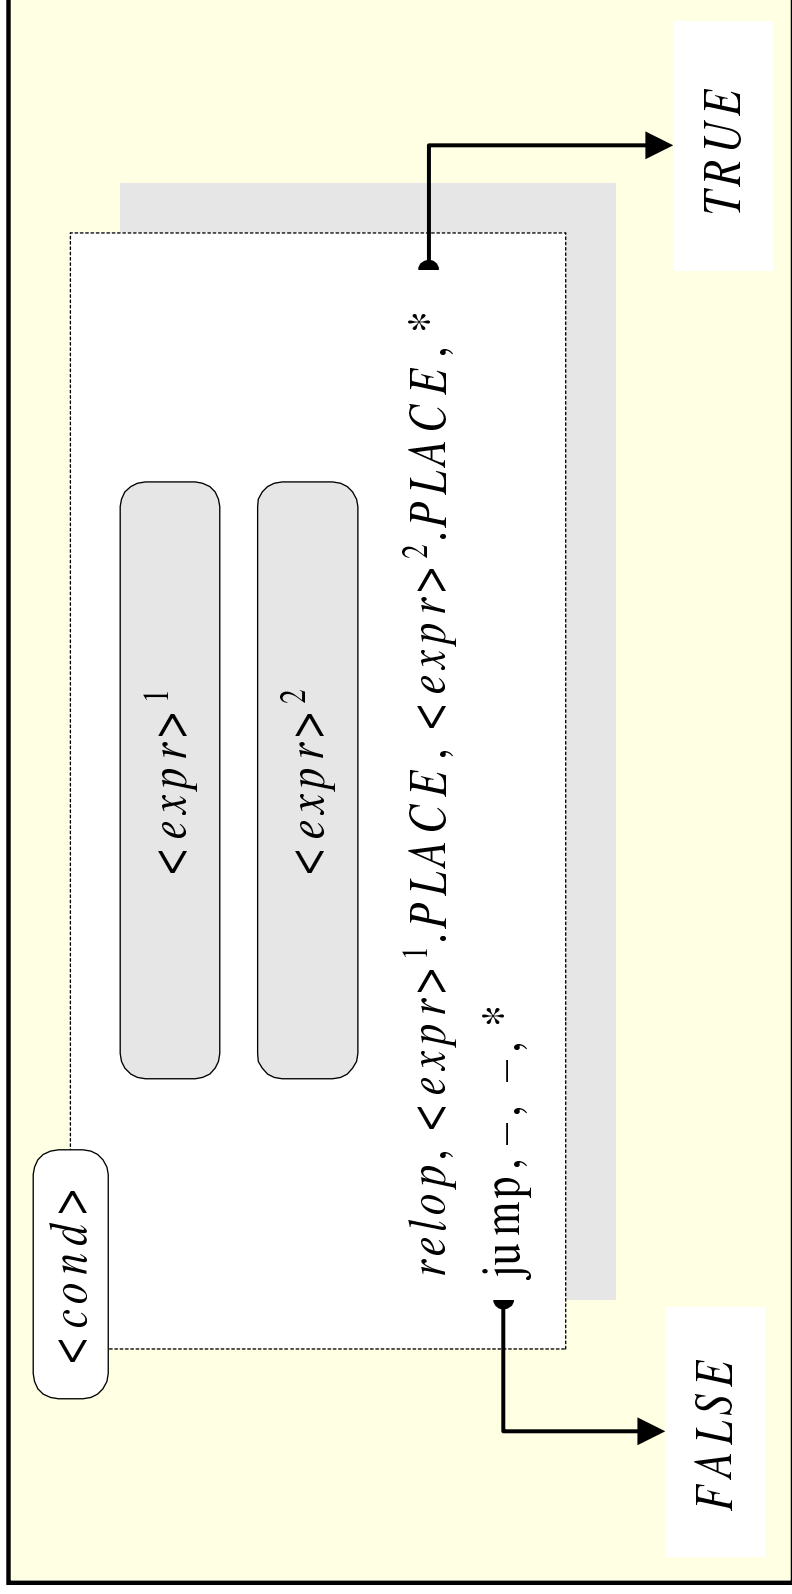 <cond>
<expr>1
<expr>2
relop, <expr>1.PLACE, <expr>2.PLACE, *
jump, –, –, *
FALSE
TRUE